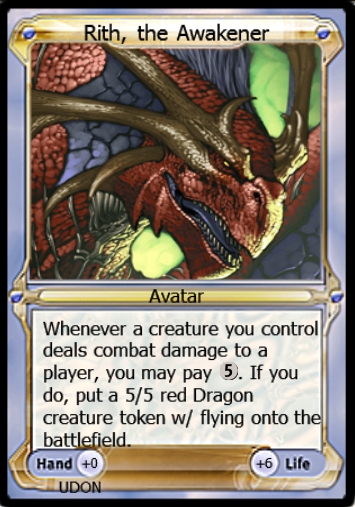 Rith, the Awakener
Avatar
Whenever a creature you control
deals combat damage to a
player, you may pay 5. If you
do, put a 5/5 red Dragon
creature token w/ flying onto the
battlefield.
Hand +0 +6 Life
UDON